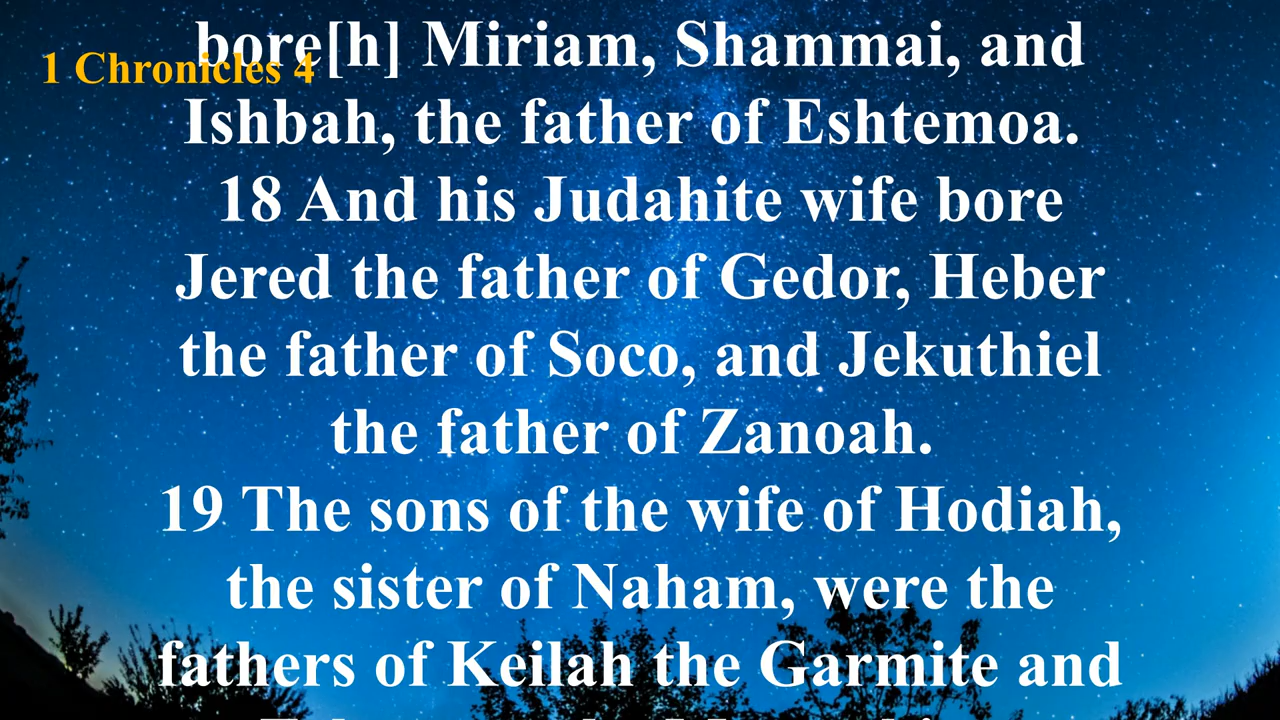 bore[h] Miriam, Shammai, and
1 Chronicles 4
Ishbah, the father of Eshtemoa.
18 And his Judahite wife bore
Jered the father of Gedor, Heber
the father of Soco, and Jekuthiel
the father of Zanoah.
19 The sons of the wife of Hodiah,
the sister of Naham, were the
fathers of Keilah the Garmite and